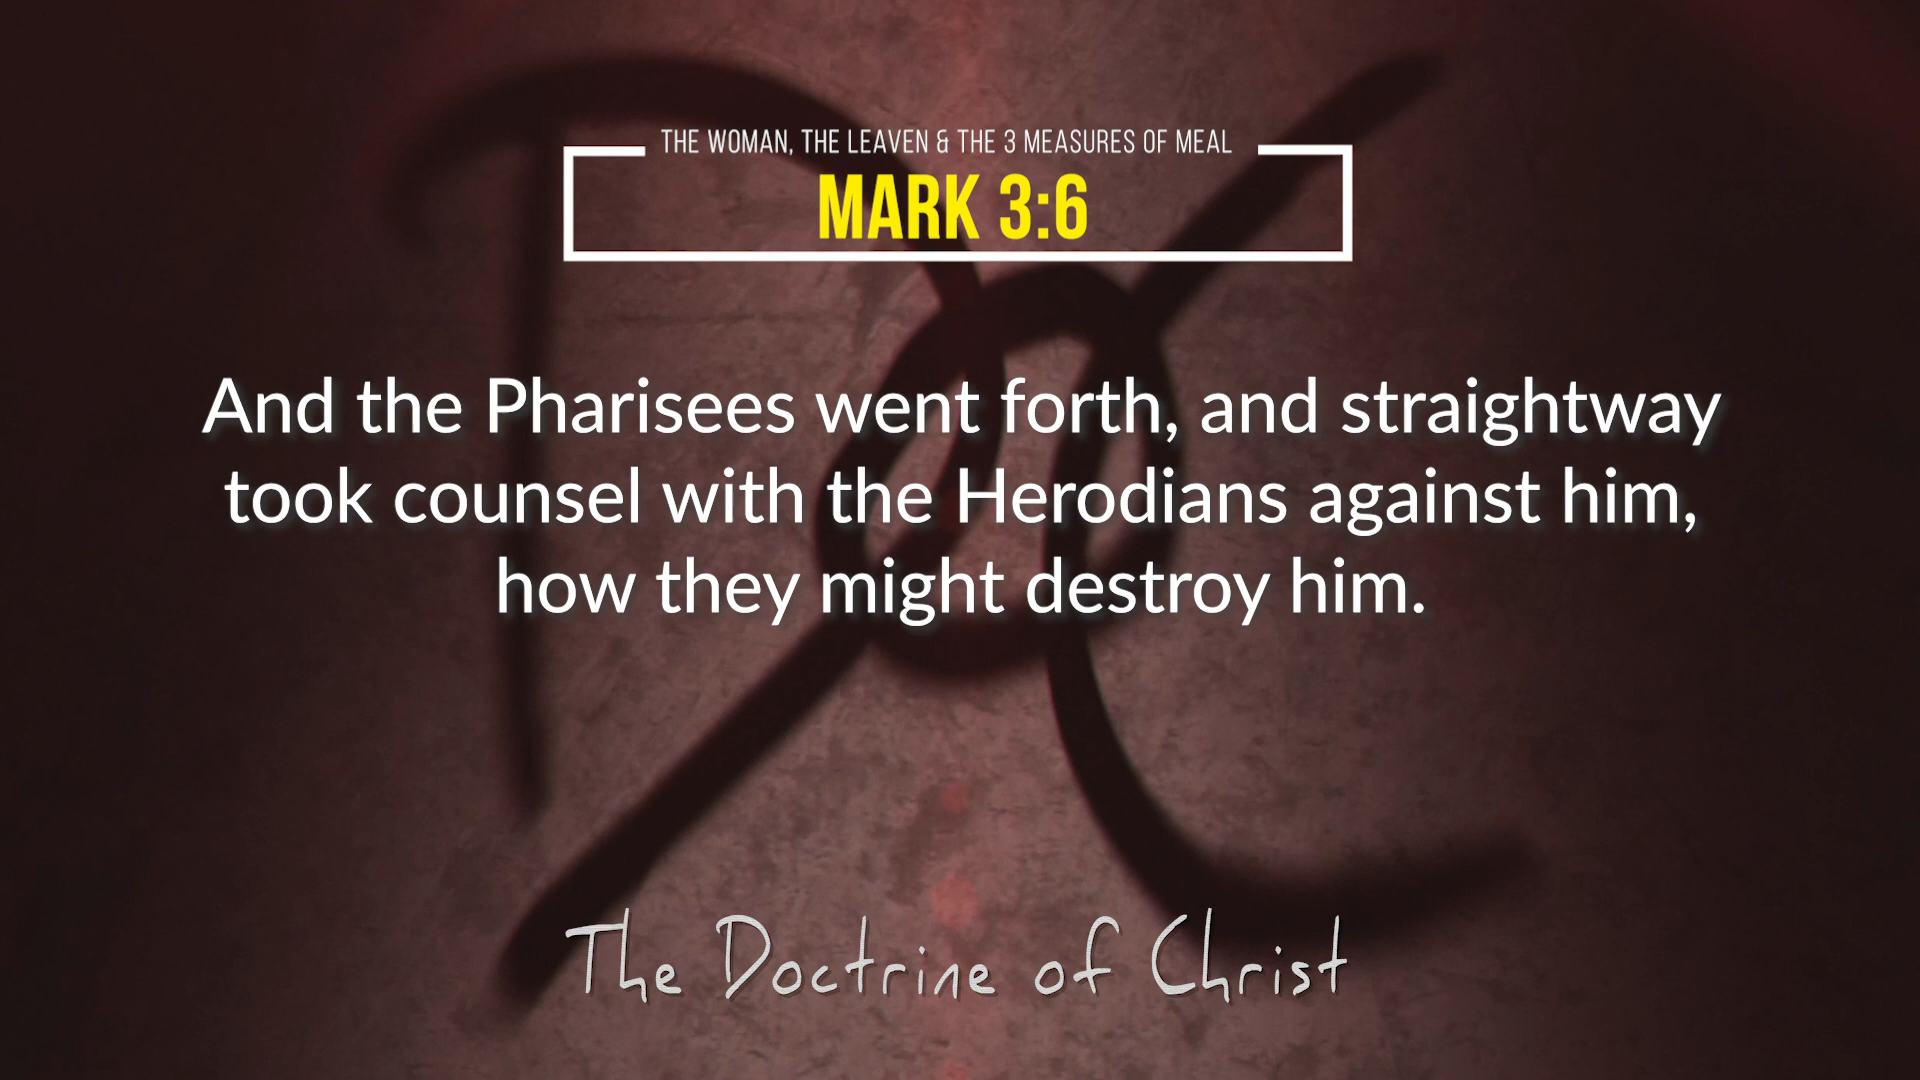 THE WOMAN, THE LEAVEN & THE 3 MEASURES OF MEAL
MARK 3:6
And the Pharisees went forth, and straightway
took counsel with the Herodians against him,
how they might destroy him.
The Doctrine of Christ